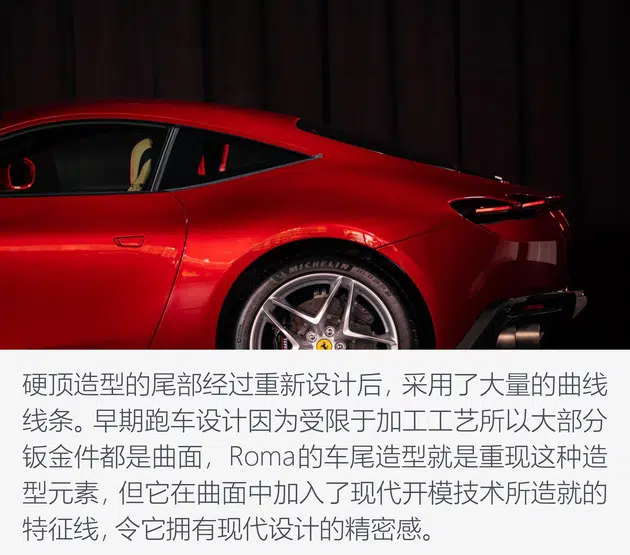 MICHELIN
硬顶造型的尾部经过重新设计后，采用了大量的曲线
线条。早期跑车设计因为受限于加工工艺所以大部分
钣金件都是曲面，Roma的车尾造型就是重现这种造
型元素，但它在曲面中加入了现代开模技术所造就的
特征线，令它拥有现代设计的精密感。